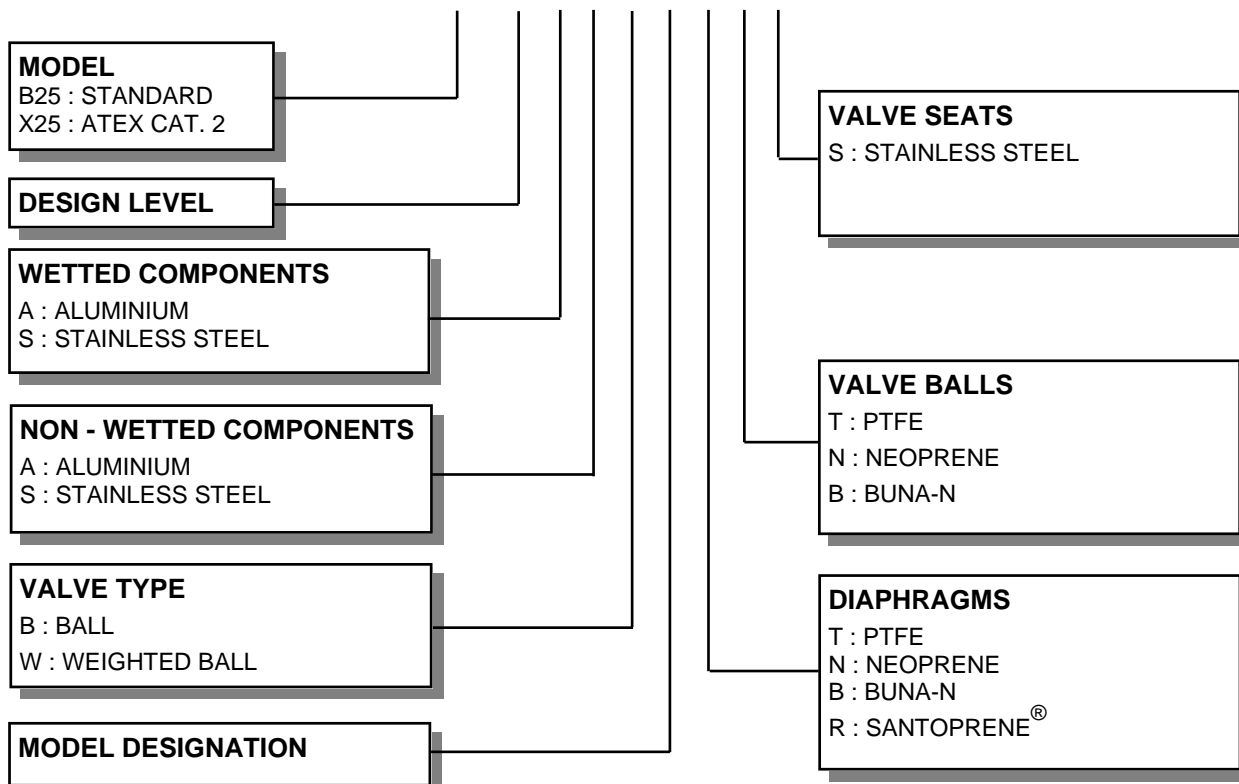 MODEL
B25 : STANDARD
X25 : ATEX CAT. 2
DESIGN LEVEL
WETTED COMPONENTS
A : ALUMINIUM
S : STAINLESS STEEL
NON - WETTED COMPONENTS
A : ALUMINIUM
S : STAINLESS STEEL
VALVE TYPE
B : BALL
W : WEIGHTED BALL
MODEL DESIGNATION
VALVE SEATS
S : STAINLESS STEEL
VALVE BALLS
T : PTFE
N : NEOPRENE
B : BUNA-N
DIAPHRAGMS
T : PTFE
N : NEOPRENE
B : BUNA-N
R : SANTOPRENE®